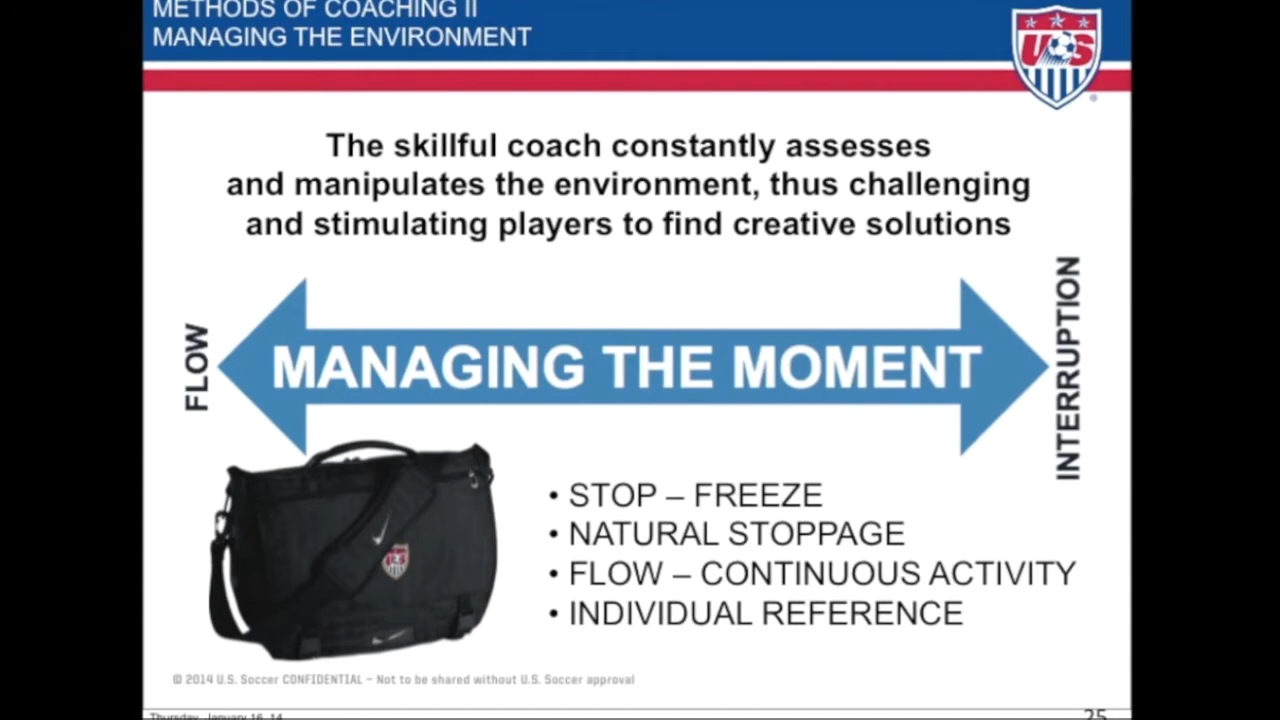 METHODS OF COACHING II
MANAGING THE ENVIRONMENT
US
The skillful coach constantly assesses
and manipulates the environment, thus challenging
and stimulating players to find creative solutions
FLOW
MANAGING THE MOMENT
INTERRUPTION
• STOP – FREEZE
• NATURAL STOPPAGE
• FLOW – CONTINUOUS ACTIVITY
• INDIVIDUAL REFERENCE
US
© 2014 U.S. Soccer CONFIDENTIAL – Not to be shared without U.S. Soccer approval
Thursday, January 16, 14
25